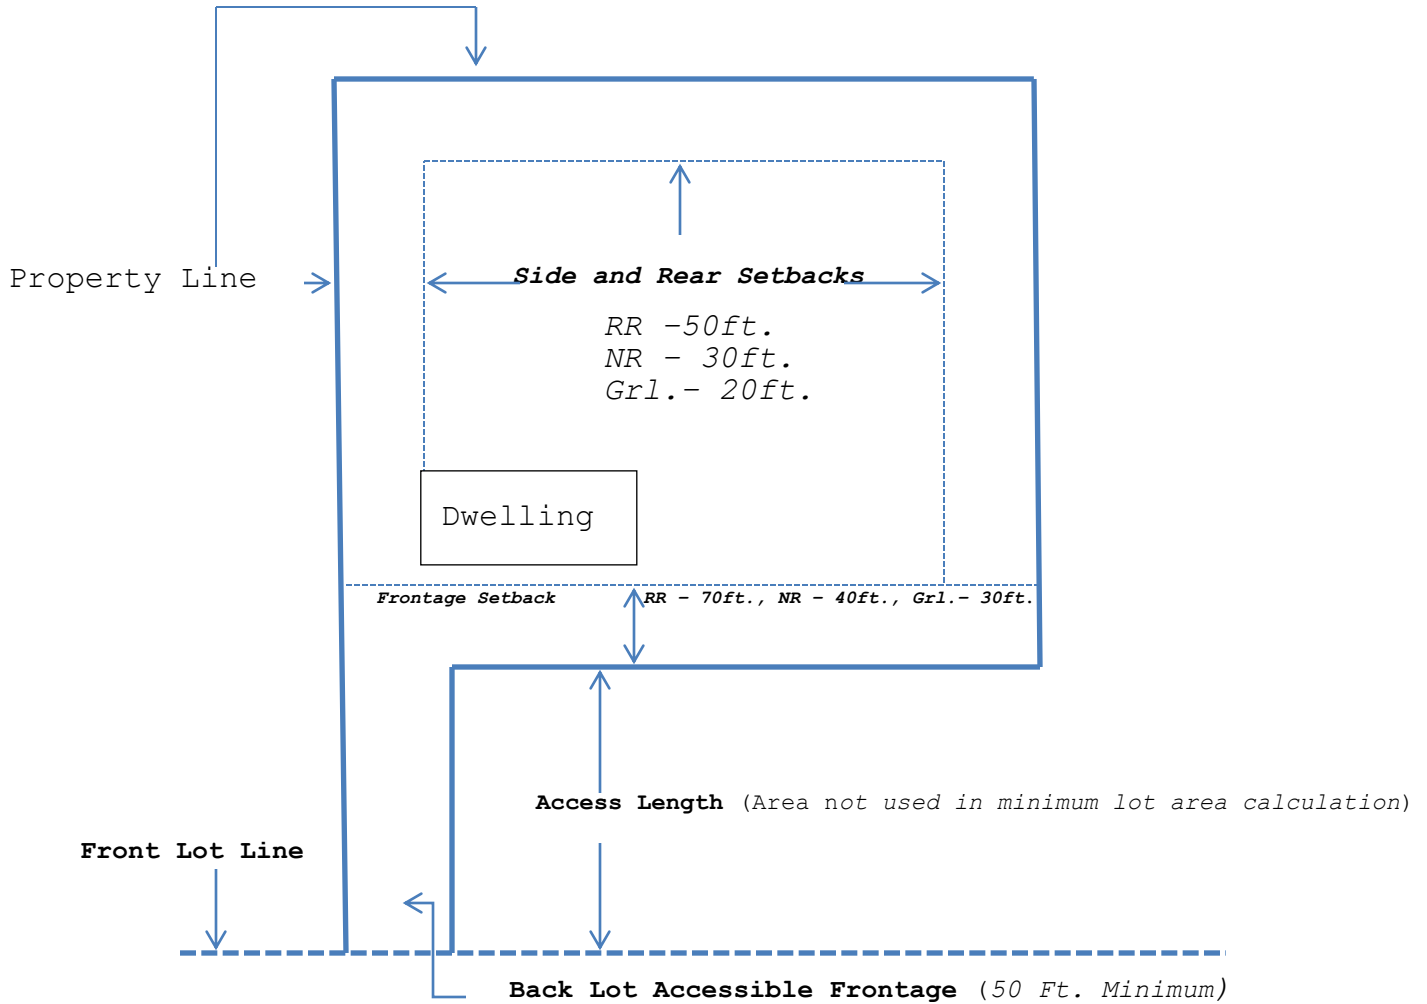 Property Line
Side and Rear Setbacks
RR –50ft.
NR – 30ft.
Grl.– 20ft.
Dwelling
Frontage Setback RR – 70ft., NR – 40ft., Grl.– 30ft.
Access Length (Area not used in minimum lot area calculation)
Front Lot Line
Back Lot Accessible Frontage (50 Ft. Minimum)